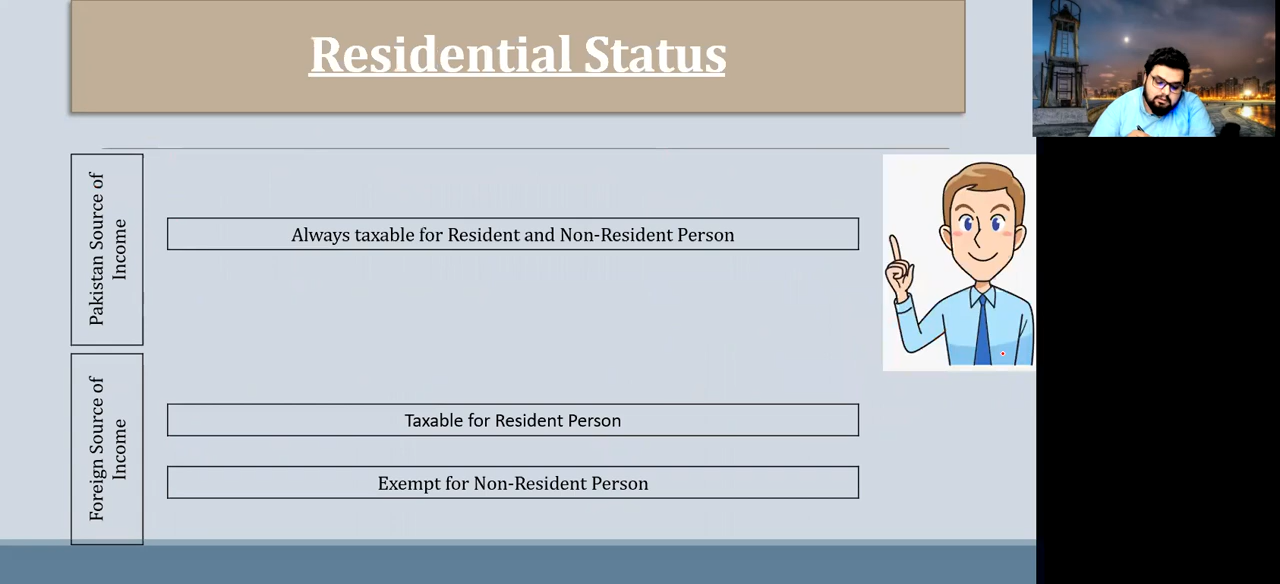 Residential Status
Pakistan Source of
Income
Always taxable for Resident and Non-Resident Person
Foreign Source of
Income
Taxable for Resident Person
Exempt for Non-Resident Person